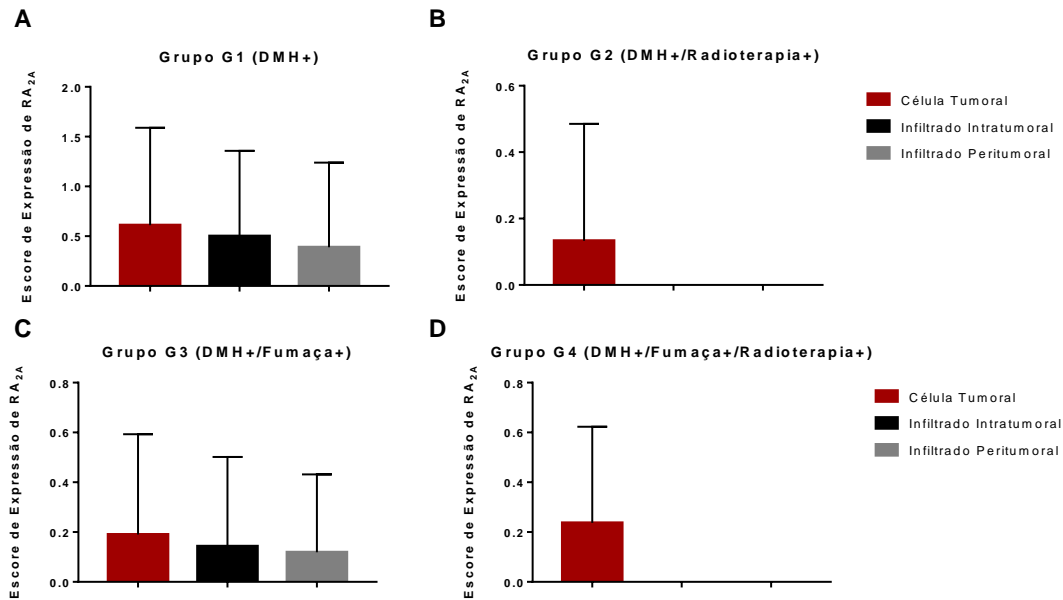 A
Grupo G1 (DMH+)
Escore de Expressão de RA2A
2.0
1.5
1.0
0.5
0.0
B
Grupo G2 (DMH+/Radioterapia+)
Escore de Expressão de RA2A
0.6
0.4
0.2
0.0
Célula Tumoral
Infiltrado Intratumoral
Infiltrado Peritumoral
C
Grupo G3 (DMH+/Fumaça+)
Escore de Expressão de RA2A
0.8
0.6
0.4
0.2
0.0
D
Grupo G4 (DMH+/Fumaça+/Radioterapia+)
Escore de Expressão de RA2A
0.8
0.6
0.4
0.2
0.0
Célula Tumoral
Infiltrado Intratumoral
Infiltrado Peritumoral